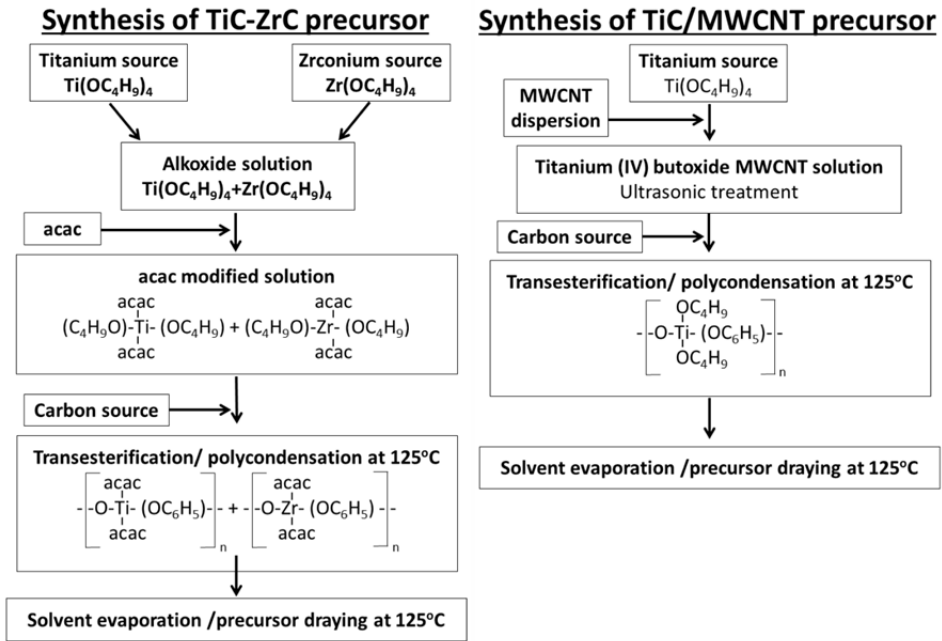 Synthesis of TiC-ZrC precursor
Titanium source
Ti(OC₄H₉)₄
Zrconium source
Zr(OC₄H₉)₄
Alkoxide solution
Ti(OC₄H₉)₄+Zr(OC₄H₉)₄
acac
acac modified solution
acac acac
(C₄H₉O)-Ti- (OC₄H₉) + (C₄H₉O)-Zr- (OC₄H₉)
acac acac
Carbon source
Transesterification/ polycondensation at 125°C
acac acac
--O-Ti- (OC₆H₅)-- + --O-Zr- (OC₆H₅)---
acac acac
n n
Solvent evaporation /precursor draying at 125°C
Synthesis of TiC/MWCNT precursor
Titanium source
Ti(OC₄H₉)₄
MWCNT
dispersion
Titanium (IV) butoxide MWCNT solution
Ultrasonic treatment
Carbon source
Transesterification/ polycondensation at 125°C
OC₄H₉
--O-Ti- (OC₆H₅)---
OC₄H₉
n
Solvent evaporation /precursor draying at 125°C